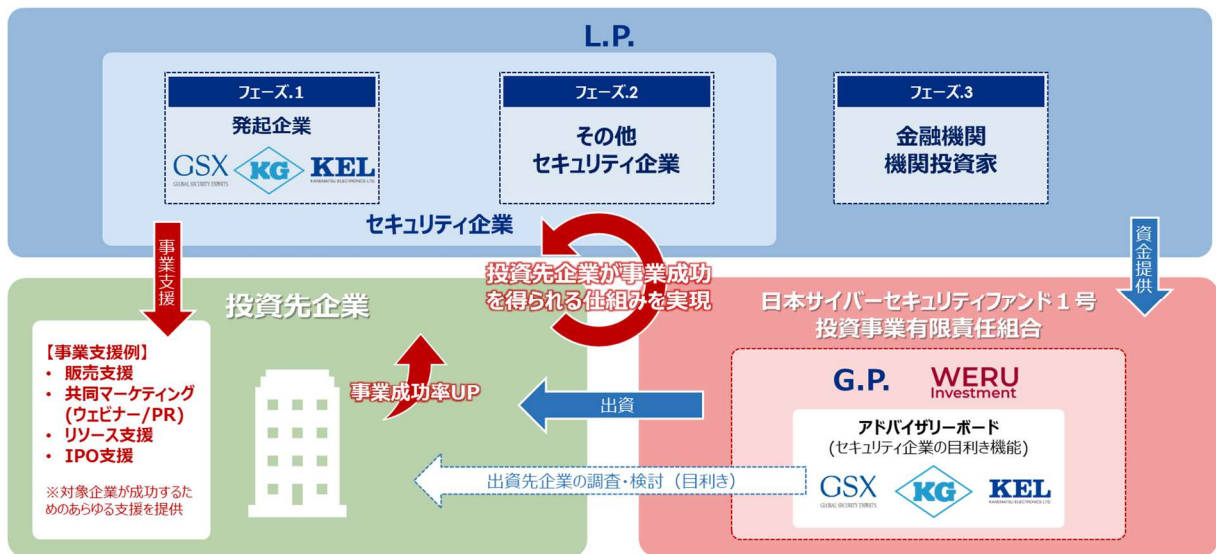 L.P.
フェーズ.1
発起企業
GSX
GLOBAL SECURITY EXPERTS
KG
KEL
KANEMATSU ELECTRONICS LTD.
フェーズ.2
その他
セキュリティ企業
フェーズ.3
金融機関
機関投資家
セキュリティ企業
事業支援
資金提供
投資先企業が事業成功
を得られる仕組みを実現
投資先企業
【事業支援例】
• 販売支援
• 共同マーケティング
(ウェビナー/PR)
• リソース支援
• IPO支援
※対象企業が成功するた
めのあらゆる支援を提供
事業成功率UP
出資
出資先企業の調査・検討（目利き）
日本サイバーセキュリティファンド１号
投資事業有限責任組合
G.P.
WERU
Investment
アドバイザリーボード
(セキュリティ企業の目利き機能)
GSX
GLOBAL SECURITY EXPERTS
KG
KEL
KANEMATSU ELECTRONICS LTD.